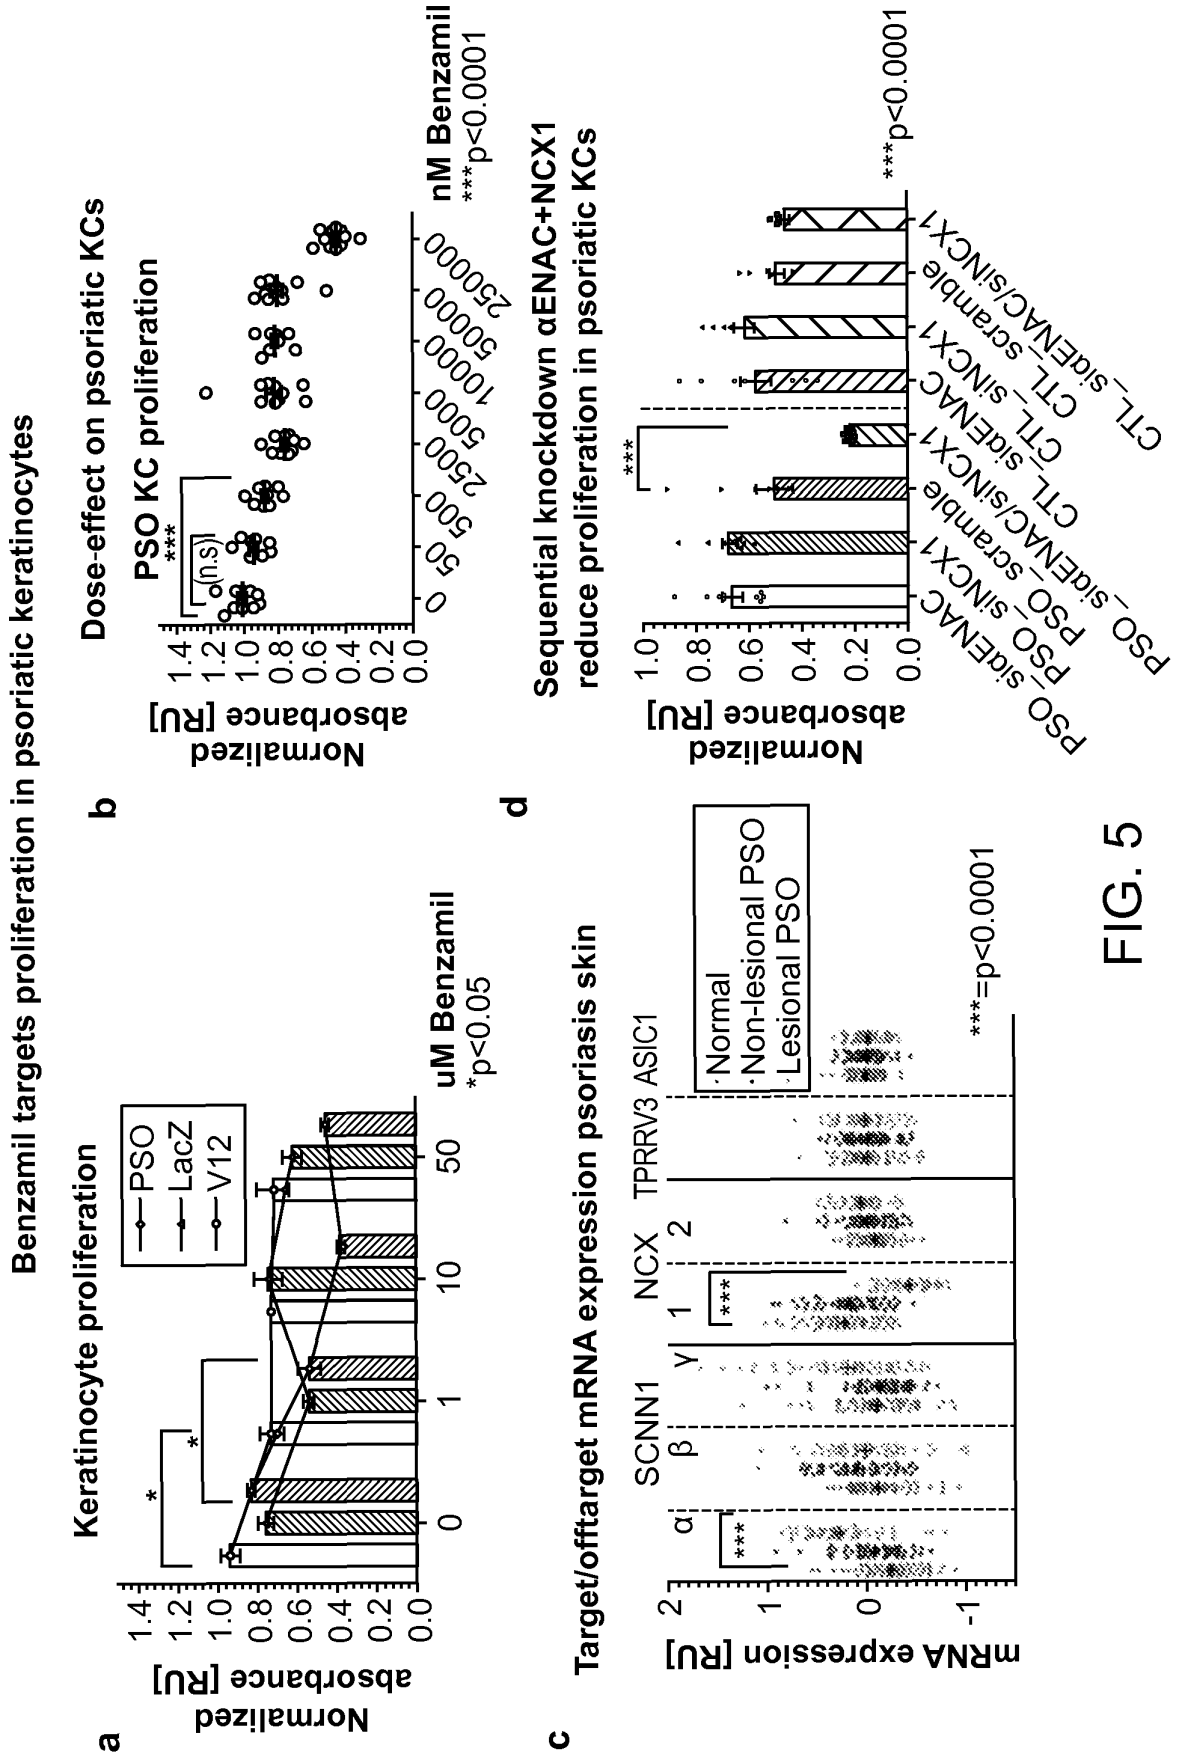 Benzamil targets proliferation in psoriatic keratinocytes
a
Keratinocyte proliferation
Normalized
absorbance [RU]
1.4
1.2
1.0
0.8
0.6
0.4
0.2
0.0
*
*
PSO
LacZ
V12
0
1
10
50
uM Benzamil
*p<0.05
b
Dose-effect on psoriatic KCs
PSO KC proliferation
Normalized
absorbance [RU]
1.4
1.2
1.0
0.8
0.6
0.4
0.2
0.0
***
(n.s)
0
50
500
2500
5000
10000
50000
250000
nM Benzamil
***p<0.0001
c
Target/offtarget mRNA expression psoriasis skin
SCNN1
NCX
TPRRV3
ASIC1
α
β
γ
1
2
mRNA expression [RU]
2
1
0
-1
***
***
Normal
Non-lesional PSO
Lesional PSO
***=p<0.0001
d
Sequential knockdown αENAC+NCX1
reduce proliferation in psoriatic KCs
Normalized
absorbance [RU]
1.0
0.8
0.6
0.4
0.2
0.0
***
PSO_siαENAC
PSO_siNCX1
PSO_scramble
PSO_siαENAC/siNCX1
CTL_siαENAC
CTL_siNCX1
CTL_scramble
CTL_siαENAC/siNCX1
***p<0.0001
FIG. 5